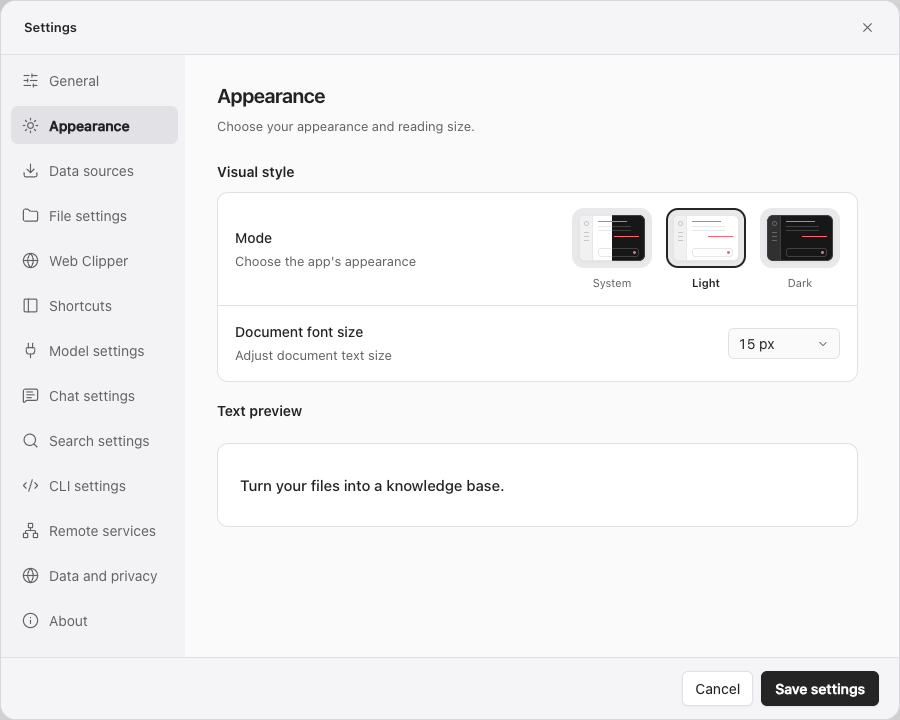 Settings
General
Appearance
Data sources
File settings
Web Clipper
Shortcuts
Model settings
Chat settings
Search settings
CLI settings
Remote services
Data and privacy
About
Appearance
Choose your appearance and reading size.
Visual style
Mode
Choose the app's appearance
System
Light
Dark
Document font size
Adjust document text size
15 px
Text preview
Turn your files into a knowledge base.
Cancel
Save settings